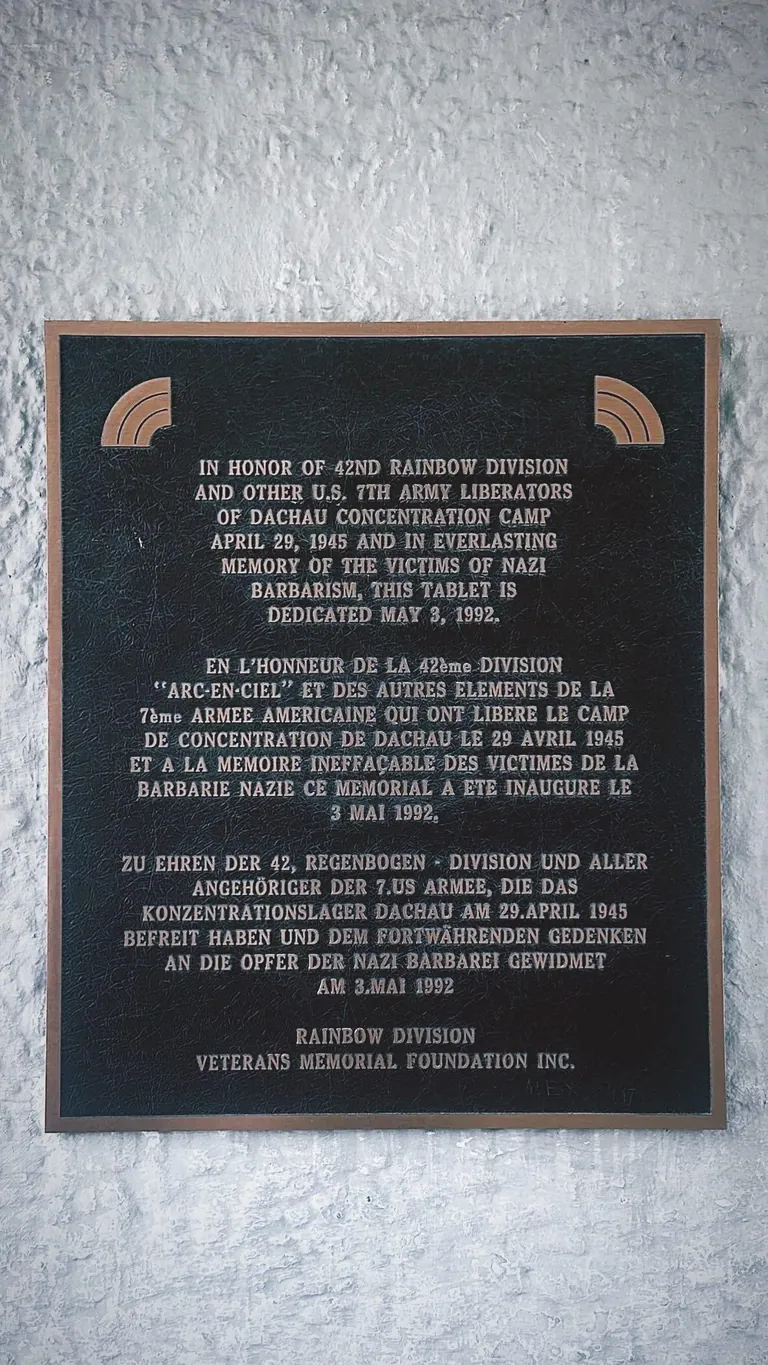 IN HONOR OF 42ND RAINBOW DIVISION
AND OTHER U.S. 7TH ARMY LIBERATORS
OF DACHAU CONCENTRATION CAMP
APRIL 29, 1945 AND IN EVERLASTING
MEMORY OF THE VICTIMS OF NAZI
BARBARISM, THIS TABLET IS
DEDICATED MAY 3, 1992.
EN L'HONNEUR DE LA 42ème DIVISION
"ARC-EN-CIEL" ET DES AUTRES ELEMENTS DE LA
7ème ARMEE AMERICAINE QUI ONT LIBERE LE CAMP
DE CONCENTRATION DE DACHAU LE 29 AVRIL 1945
ET A LA MEMOIRE INEFFAÇABLE DES VICTIMES DE LA
BARBARIE NAZIE CE MEMORIAL A ETE INAUGURE LE
3 MAI 1992.
ZU EHREN DER 42, REGENBOGEN - DIVISION UND ALLER
ANGEHÖRIGER DER 7.US ARMEE, DIE DAS
KONZENTRATIONSLAGER DACHAU AM 29.APRIL 1945
BEFREIT HABEN UND DEM FORTWÄHRENDEN GEDENKEN
AN DIE OPFER DER NAZI BARBAREI GEWIDMET
AM 3.MAI 1992
RAINBOW DIVISION
VETERANS MEMORIAL FOUNDATION INC.